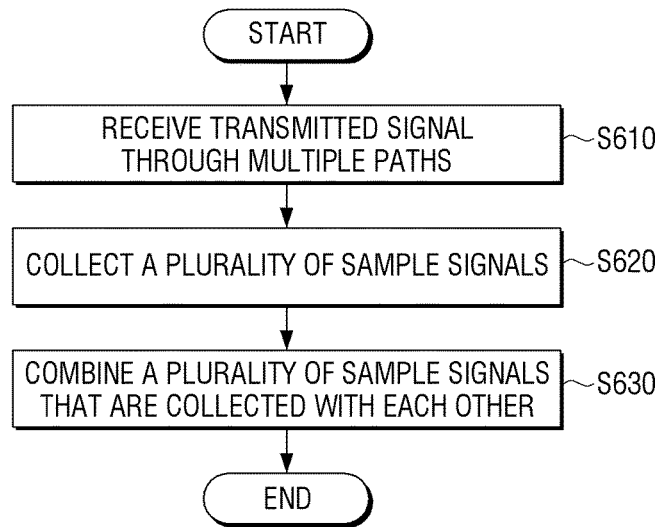 START
RECEIVE TRANSMITTED SIGNAL
THROUGH MULTIPLE PATHS
S610
COLLECT A PLURALITY OF SAMPLE SIGNALS
S620
COMBINE A PLURALITY OF SAMPLE SIGNALS
THAT ARE COLLECTED WITH EACH OTHER
S630
END